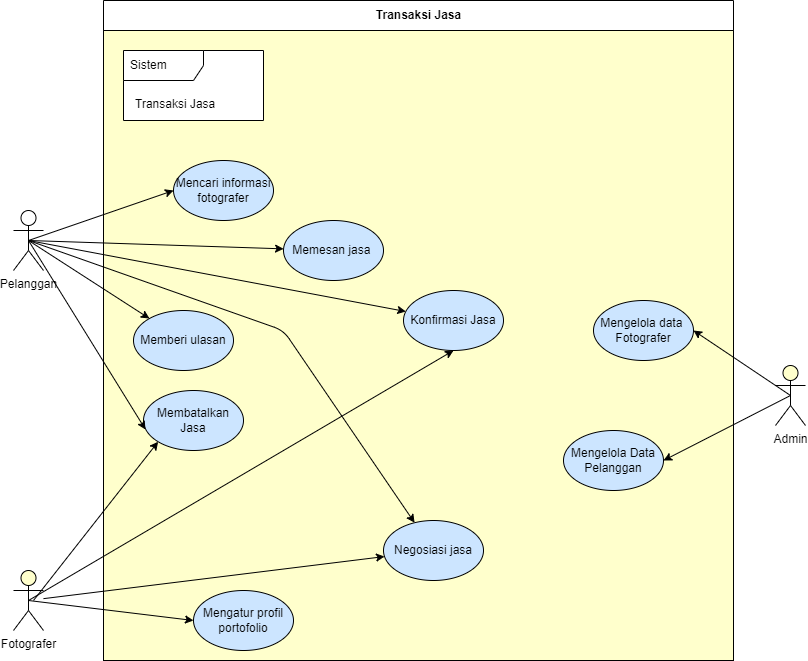 Transaksi Jasa
Sistem
Transaksi Jasa
Mencari informasi
fotografer
Memesan jasa
Pelanggan
Konfirmasi Jasa
Mengelola data
Fotografer
Memberi ulasan
Membatalkan
Jasa
Admin
Mengelola Data
Pelanggan
Negosiasi jasa
Mengatur profil
portofolio
Fotografer